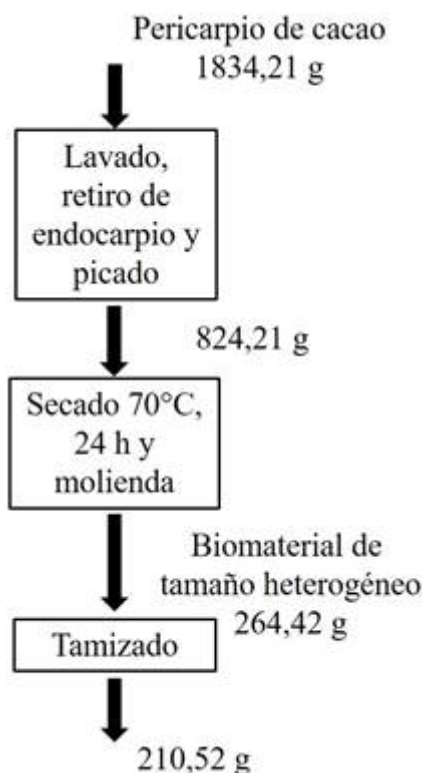 Pericarpio de cacao
1834,21 g
Lavado,
retiro de
endocarpio y
picado
824,21 g
Secado 70°C,
24 h y
molienda
Biomaterial de
tamaño heterogéneo
264,42 g
Tamizado
210,52 g